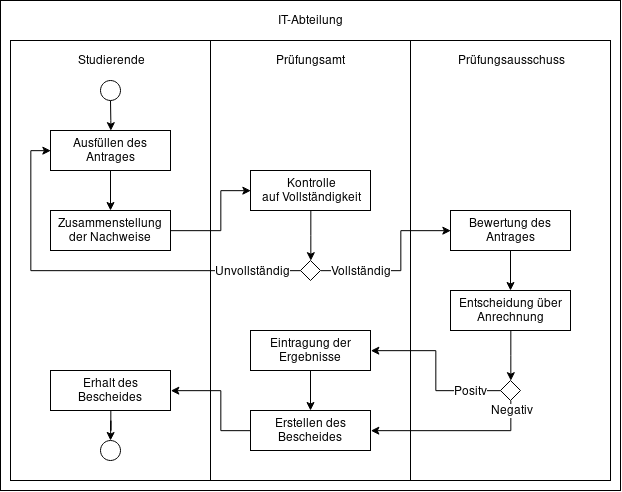 IT-Abteilung
Studierende
Prüfungsamt
Prüfungsausschuss
Ausfüllen des
Antrages
Zusammenstellung
der Nachweise
Kontrolle
auf Vollständigkeit
Unvollständig
Vollständig
Bewertung des
Antrages
Entscheidung über
Anrechnung
Positv
Negativ
Eintragung der
Ergebnisse
Erstellen des
Bescheides
Erhalt des
Bescheides